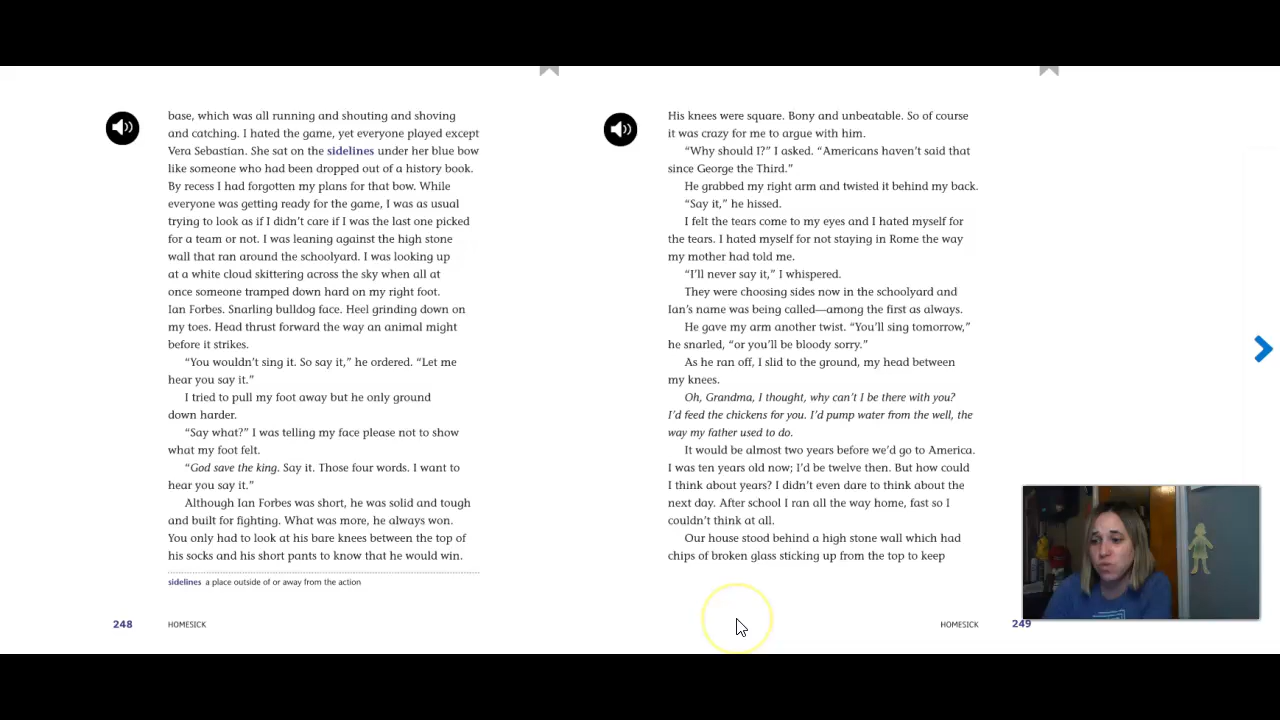 base, which was all running and shouting and shoving
and catching. I hated the game, yet everyone played except
Vera Sebastian. She sat on the sidelines under her blue bow
like someone who had been dropped out of a history book.
By recess I had forgotten my plans for that bow. While
everyone was getting ready for the game, I was as usual
trying to look as if I didn’t care if I was the last one picked
for a team or not. I was leaning against the high stone
wall that ran around the schoolyard. I was looking up
at a white cloud skittering across the sky when all at
once someone tramped down hard on my right foot.
Ian Forbes. Snarling bulldog face. Heel grinding down on
my toes. Head thrust forward the way an animal might
before it strikes.
“You wouldn’t sing it. So say it,” he ordered. “Let me
hear you say it.”
I tried to pull my foot away but he only ground
down harder.
“Say what?” I was telling my face please not to show
what my foot felt.
“God save the king. Say it. Those four words. I want to
hear you say it.”
Although Ian Forbes was short, he was solid and tough
and built for fighting. What was more, he always won.
You only had to look at his bare knees between the top of
his socks and his short pants to know that he would win.
sidelines a place outside of or away from the action
248 HOMESICK
His knees were square. Bony and unbeatable. So of course
it was crazy for me to argue with him.
“Why should I?” I asked. “Americans haven’t said that
since George the Third.”
He grabbed my right arm and twisted it behind my back.
“Say it,” he hissed.
I felt the tears come to my eyes and I hated myself for
the tears. I hated myself for not staying in Rome the way
my mother had told me.
“I’ll never say it,” I whispered.
They were choosing sides now in the schoolyard and
Ian’s name was being called—among the first as always.
He gave my arm another twist. “You’ll sing tomorrow,”
he snarled, “or you’ll be bloody sorry.”
As he ran off, I slid to the ground, my head between
my knees.
Oh, Grandma, I thought, why can’t I be there with you?
I’d feed the chickens for you. I’d pump water from the well, the
way my father used to do.
It would be almost two years before we’d go to America.
I was ten years old now; I’d be twelve then. But how could
I think about years? I didn’t even dare to think about the
next day. After school I ran all the way home, fast so I
couldn’t think at all.
Our house stood behind a high stone wall which had
chips of broken glass sticking up from the top to keep
HOMESICK 249